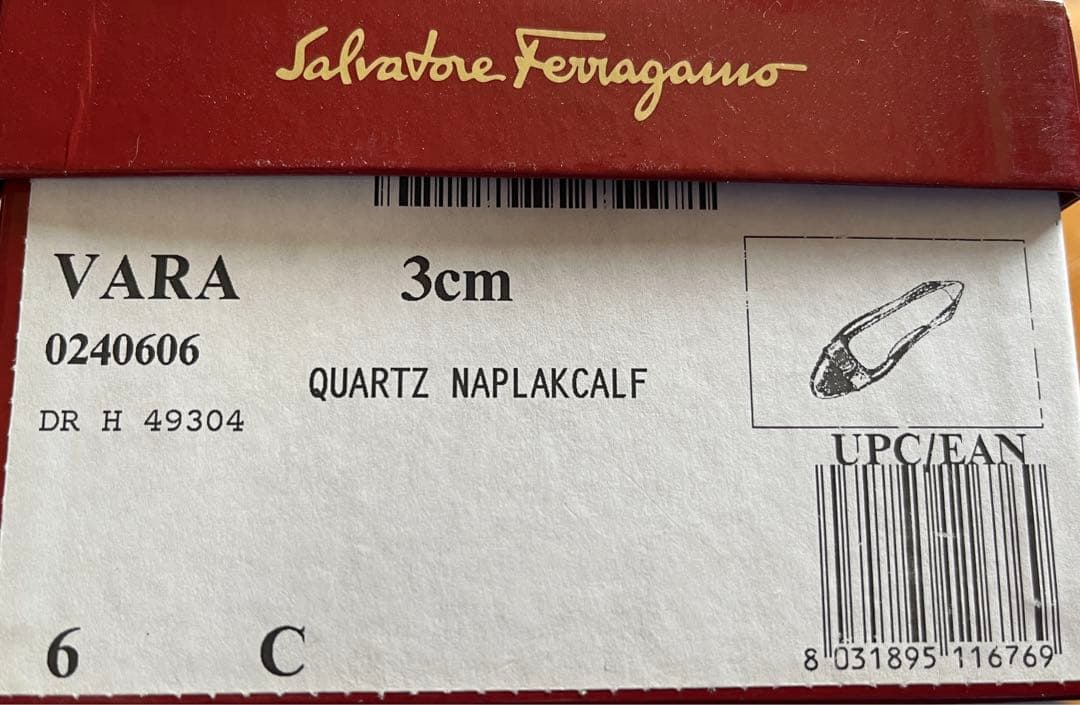 Salvatore Ferragamo
VARA 3cm
0240606
QUARTZ NAPLAKCALF
DR H 49304
UPC/EAN
8 031895 116769
6 C